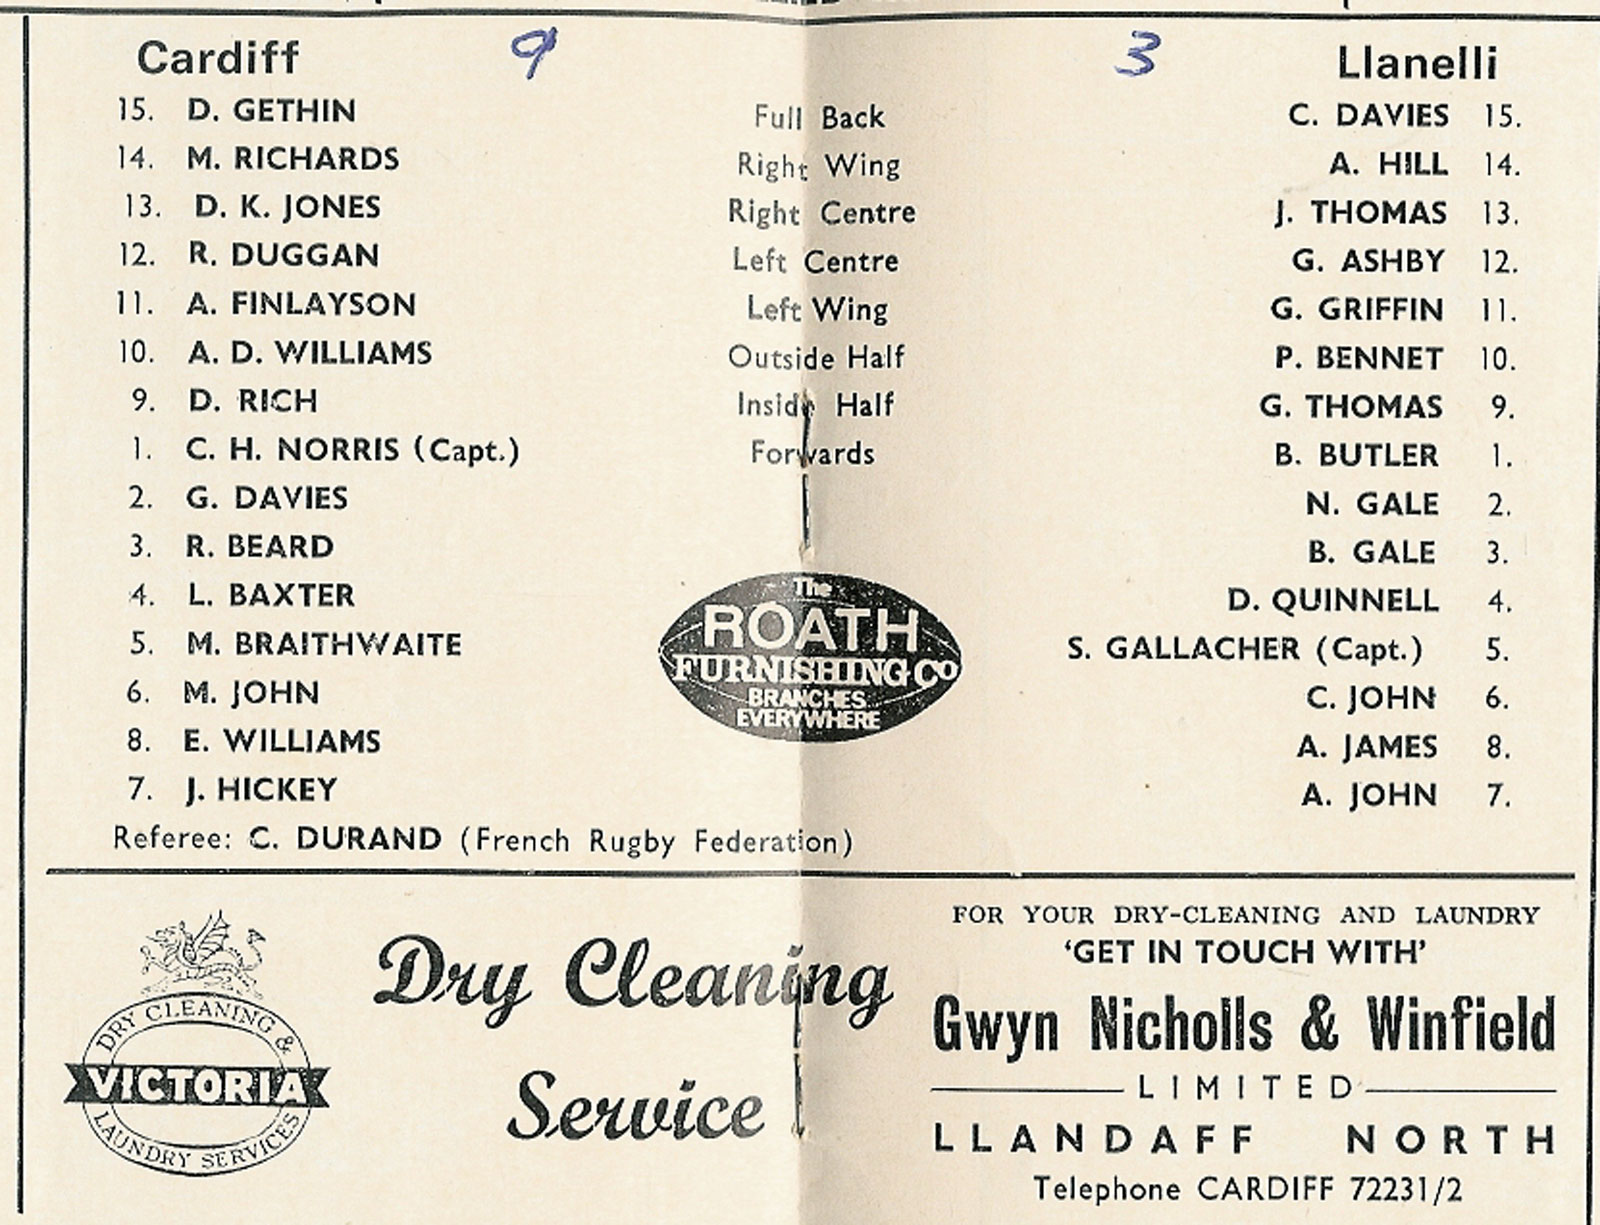 Cardiff 9 3 Llanelli
15. D. GETHIN Full Back C. DAVIES 15.
14. M. RICHARDS Right Wing A. HILL 14.
13. D. K. JONES Right Centre J. THOMAS 13.
12. R. DUGGAN Left Centre G. ASHBY 12.
11. A. FINLAYSON Left Wing G. GRIFFIN 11.
10. A. D. WILLIAMS Outside Half P. BENNET 10.
9. D. RICH Inside Half G. THOMAS 9.
1. C. H. NORRIS (Capt.) Forwards B. BUTLER 1.
2. G. DAVIES N. GALE 2.
3. R. BEARD B. GALE 3.
4. L. BAXTER D. QUINNELL 4.
5. M. BRAITHWAITE S. GALLACHER (Capt.) 5.
6. M. JOHN C. JOHN 6.
8. E. WILLIAMS A. JAMES 8.
7. J. HICKEY A. JOHN 7.
The
ROATH
FURNISHING CO
BRANCHES
EVERYWHERE
Referee: C. DURAND (French Rugby Federation)
DRY CLEANING &
VICTORIA
LAUNDRY SERVICES
Dry Cleaning
Service
FOR YOUR DRY-CLEANING AND LAUNDRY
'GET IN TOUCH WITH'
Gwyn Nicholls & Winfield
LIMITED
LLANDAFF NORTH
Telephone CARDIFF 72231/2